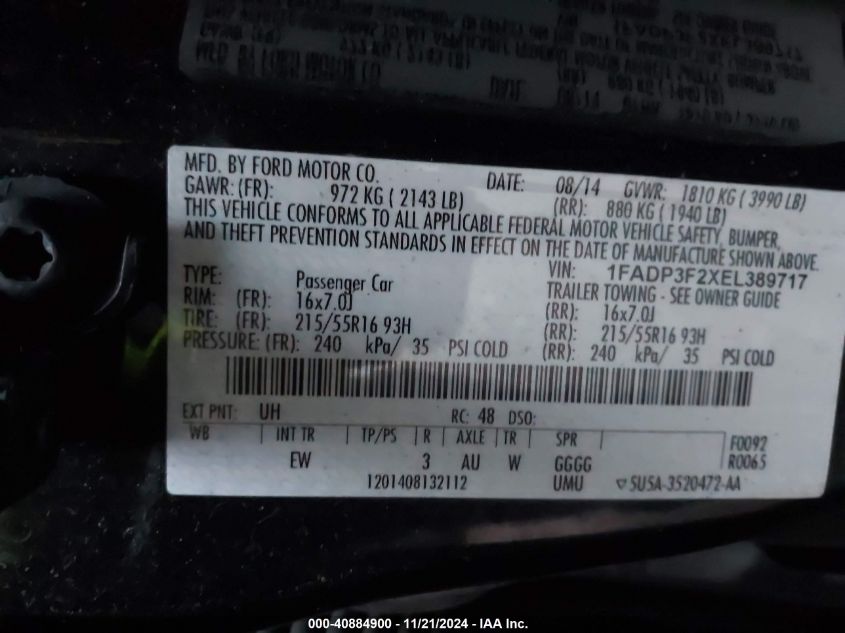 MFD. BY FORD MOTOR CO. DATE: 08/14 GVWR: 1810 KG ( 3990 LB)
GAWR: (FR): 972 KG ( 2143 LB) (RR): 880 KG ( 1940 LB)
THIS VEHICLE CONFORMS TO ALL APPLICABLE FEDERAL MOTOR VEHICLE SAFETY, BUMPER,
AND THEFT PREVENTION STANDARDS IN EFFECT ON THE DATE OF MANUFACTURE SHOWN ABOVE.
VIN: 1FADP3F2XEL389717
TYPE: Passenger Car TRAILER TOWING - SEE OWNER GUIDE
RIM: (FR): 16x7.0J (RR): 16x7.0J
TIRE: (FR): 215/55R16 93H (RR): 215/55R16 93H
PRESSURE: (FR): 240 kPa/ 35 PSI COLD (RR): 240 kPa/ 35 PSI COLD
EXT PNT: UH RC: 48 DSO:
WB INT TR TP/PS R AXLE TR SPR F0092
EW 3 AU W GGGG R0065
1201408132112 UMU 5U5A-3520472-AA
000-40884900 - 11/21/2024 - IAA Inc.